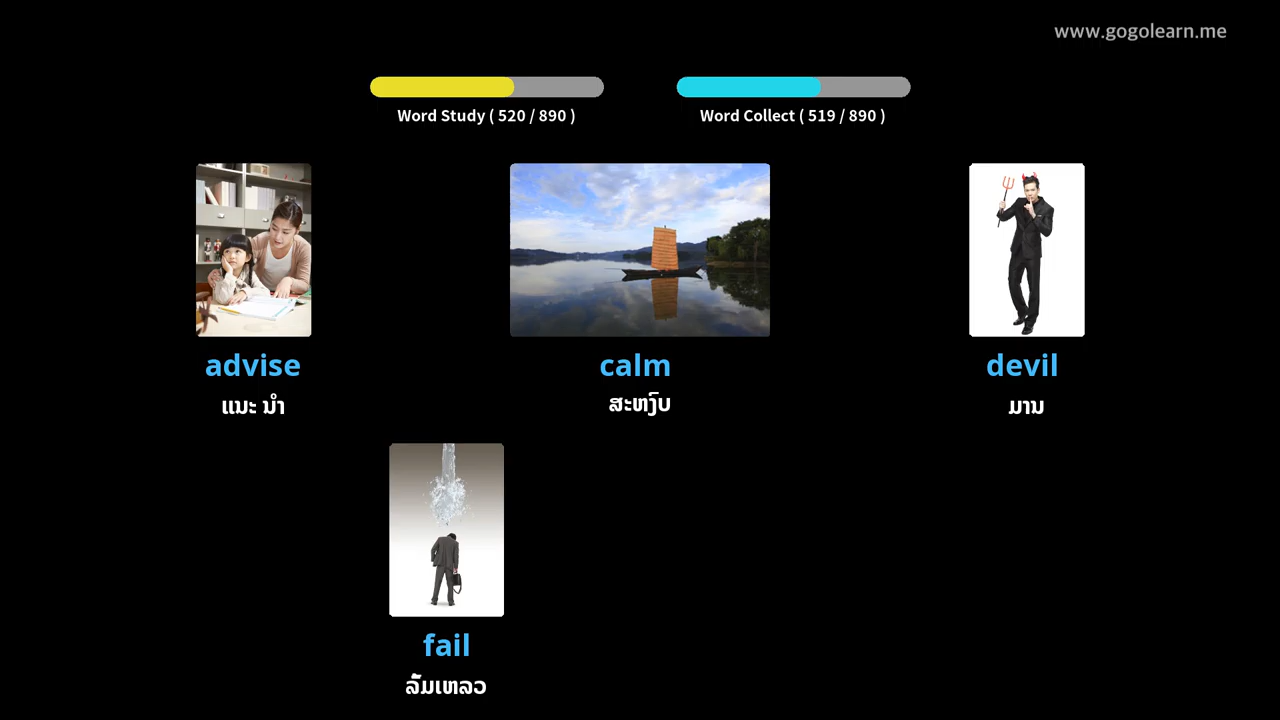 www.gogolearn.me
Word Study ( 520 / 890 )
Word Collect ( 519 / 890 )
advise
ແນະ ນຳ
calm
ສະຫງົບ
devil
ມານ
fail
ລົ້ມເຫລວ